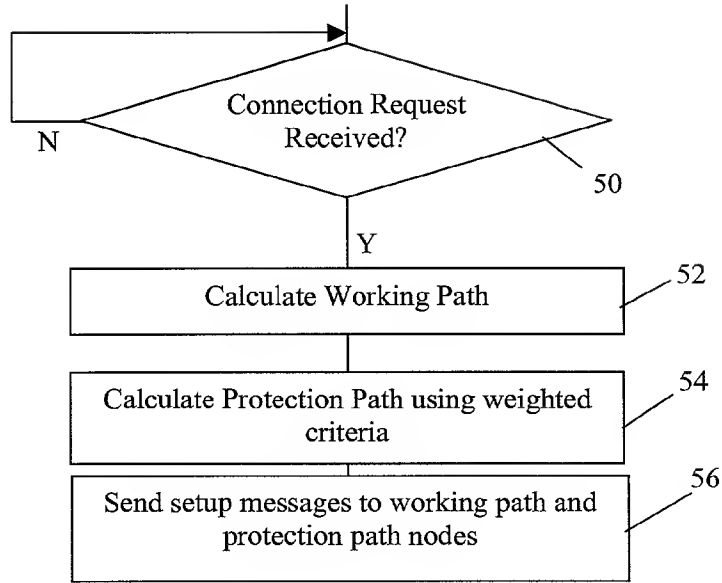 Connection Request
Received?
N
50
Y
Calculate Working Path
52
Calculate Protection Path using weighted
criteria
54
Send setup messages to working path and
protection path nodes
56